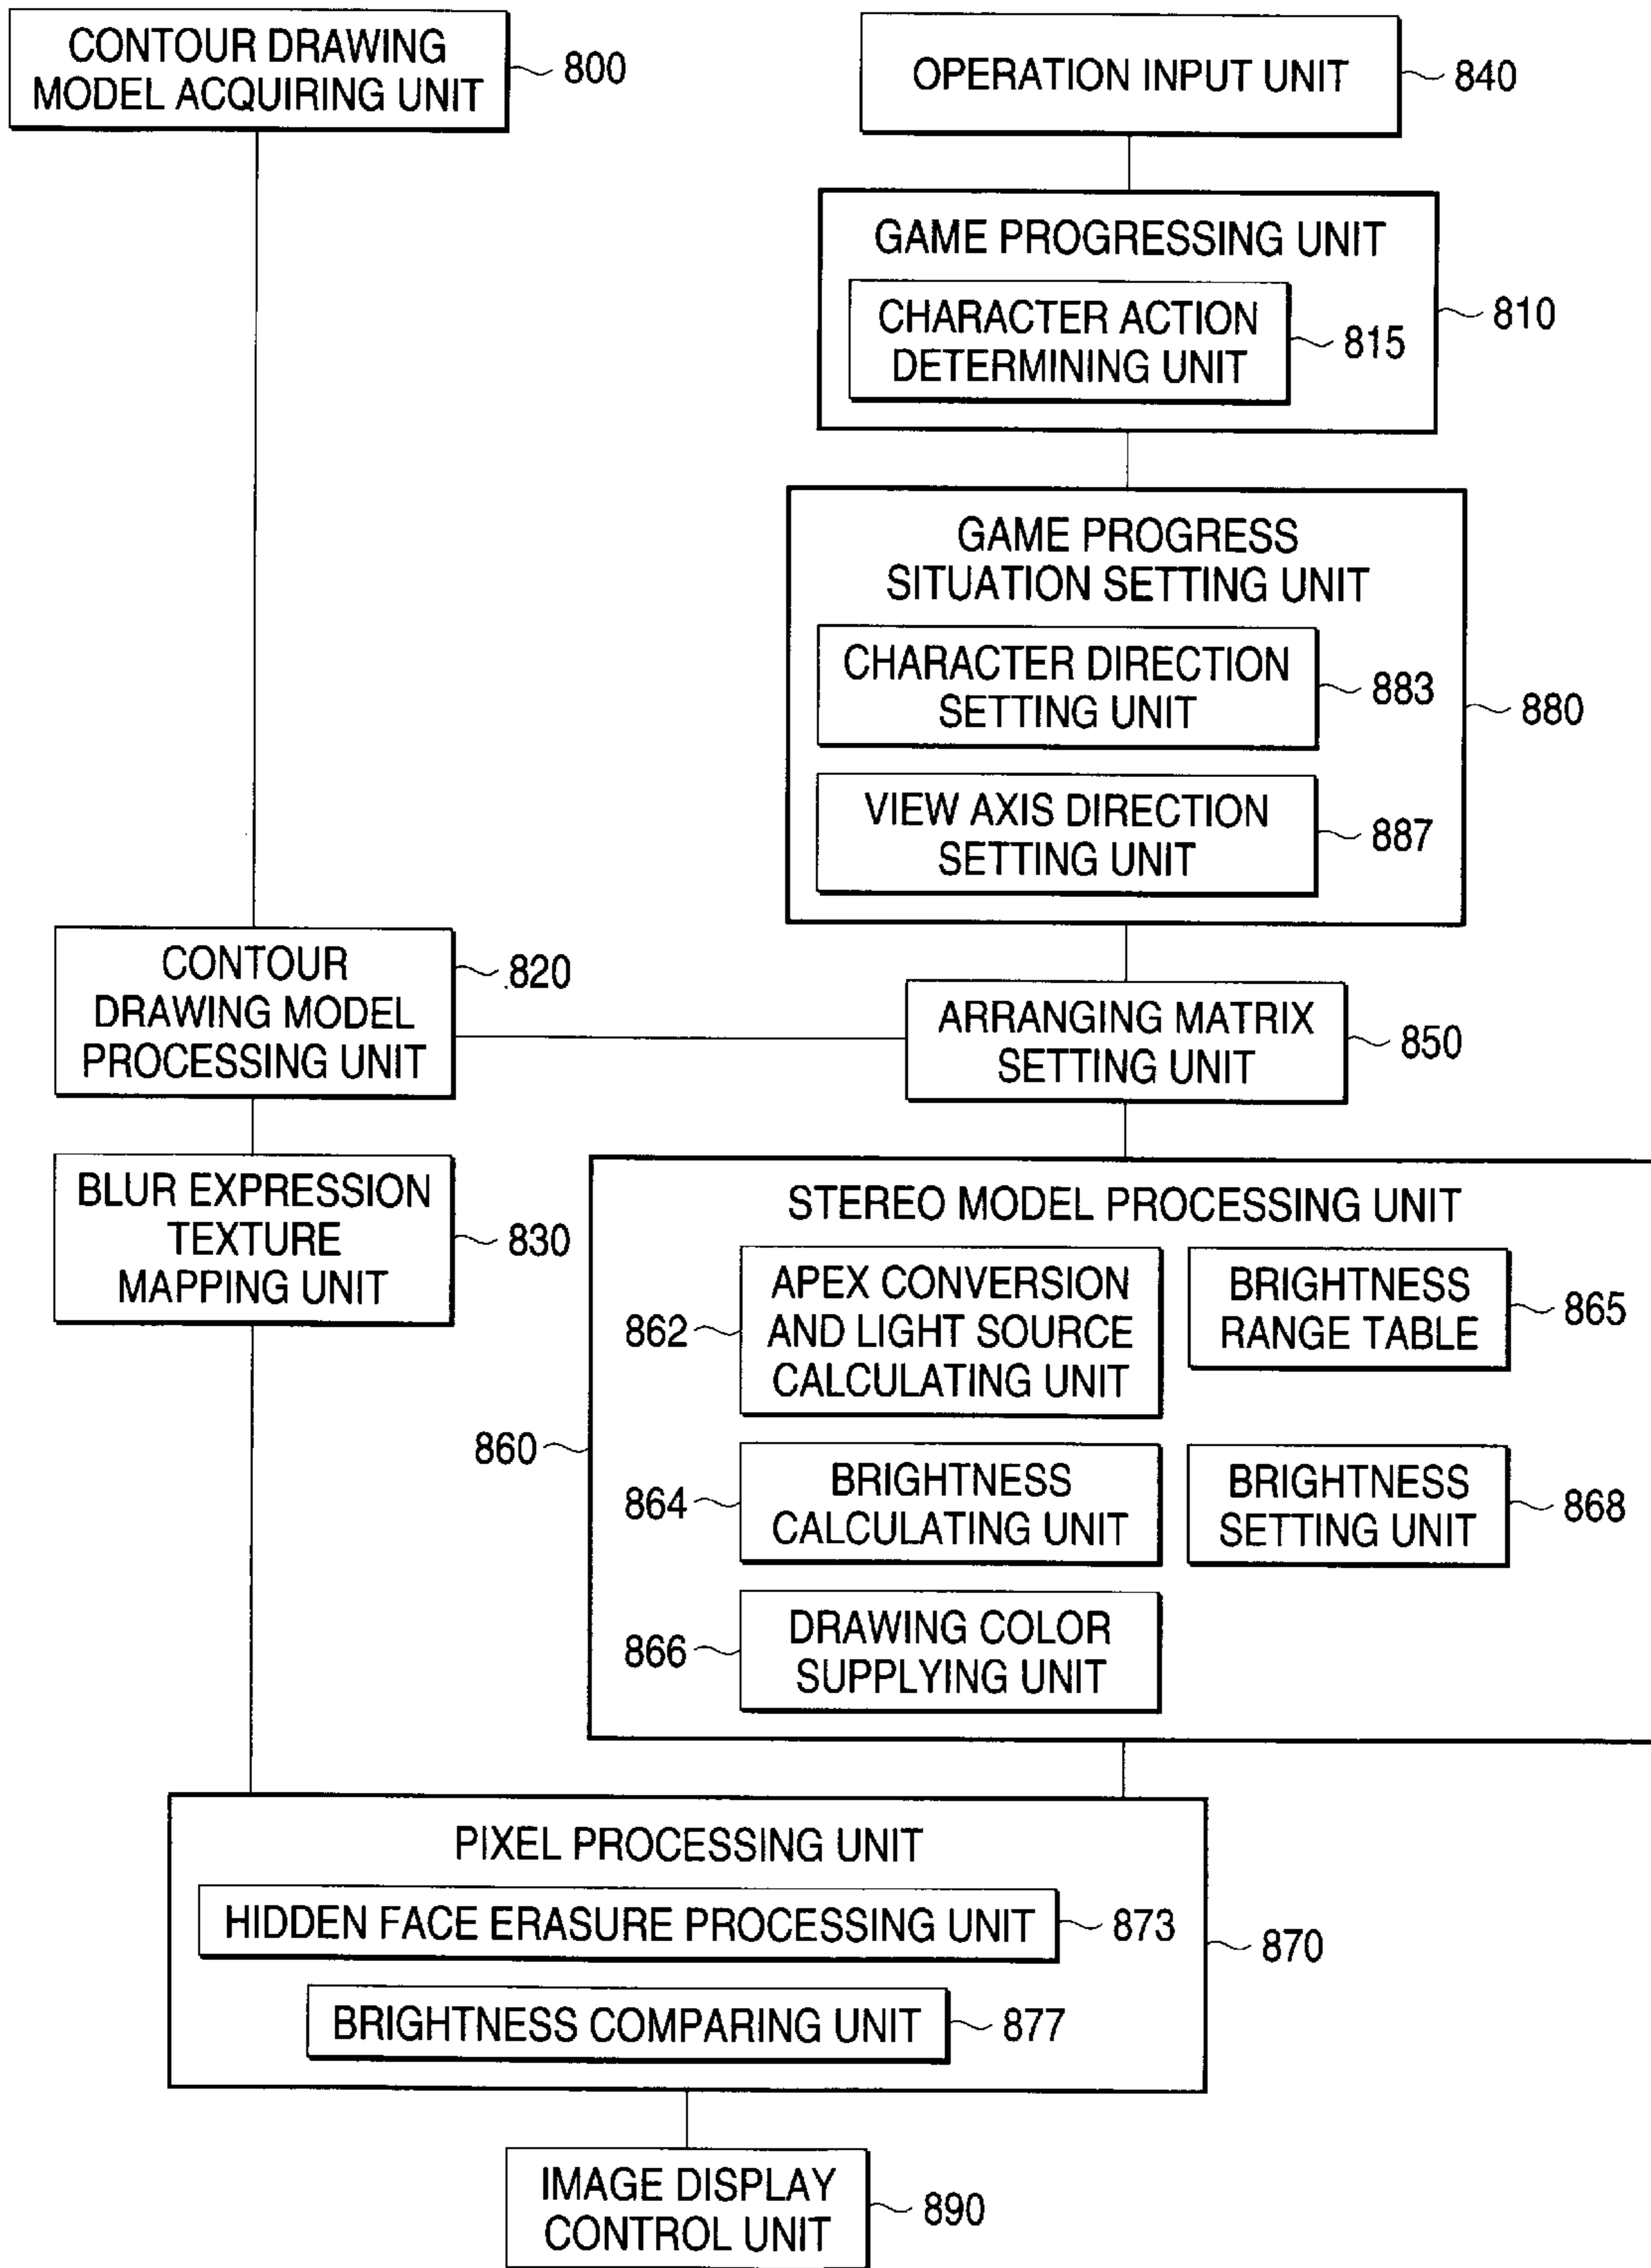 CONTOUR DRAWING
MODEL ACQUIRING UNIT
800
OPERATION INPUT UNIT
840
GAME PROGRESSING UNIT
810
CHARACTER ACTION
DETERMINING UNIT
815
GAME PROGRESS
SITUATION SETTING UNIT
880
CHARACTER DIRECTION
SETTING UNIT
883
VIEW AXIS DIRECTION
SETTING UNIT
887
CONTOUR
DRAWING MODEL
PROCESSING UNIT
820
ARRANGING MATRIX
SETTING UNIT
850
BLUR EXPRESSION
TEXTURE
MAPPING UNIT
830
STEREO MODEL PROCESSING UNIT
860
862
APEX CONVERSION
AND LIGHT SOURCE
CALCULATING UNIT
BRIGHTNESS
RANGE TABLE
865
864
BRIGHTNESS
CALCULATING UNIT
BRIGHTNESS
SETTING UNIT
868
866
DRAWING COLOR
SUPPLYING UNIT
PIXEL PROCESSING UNIT
870
HIDDEN FACE ERASURE PROCESSING UNIT
873
BRIGHTNESS COMPARING UNIT
877
IMAGE DISPLAY
CONTROL UNIT
890